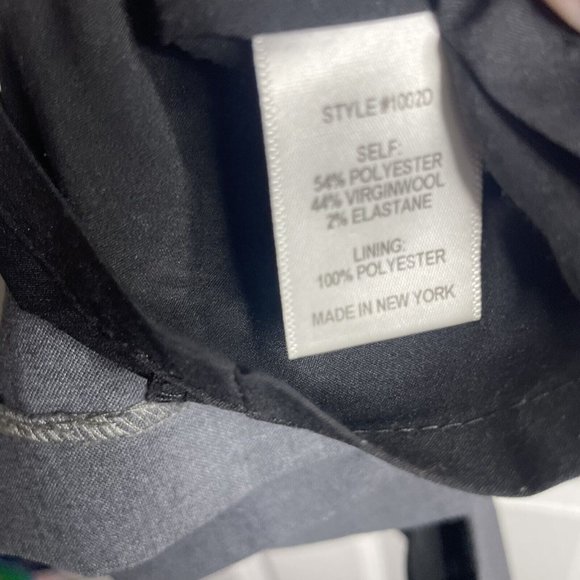 STYLE #1002D
SELF:
54% POLYESTER
44% VIRGINWOOL
2% ELASTANE
LINING:
100% POLYESTER
MADE IN NEW YORK